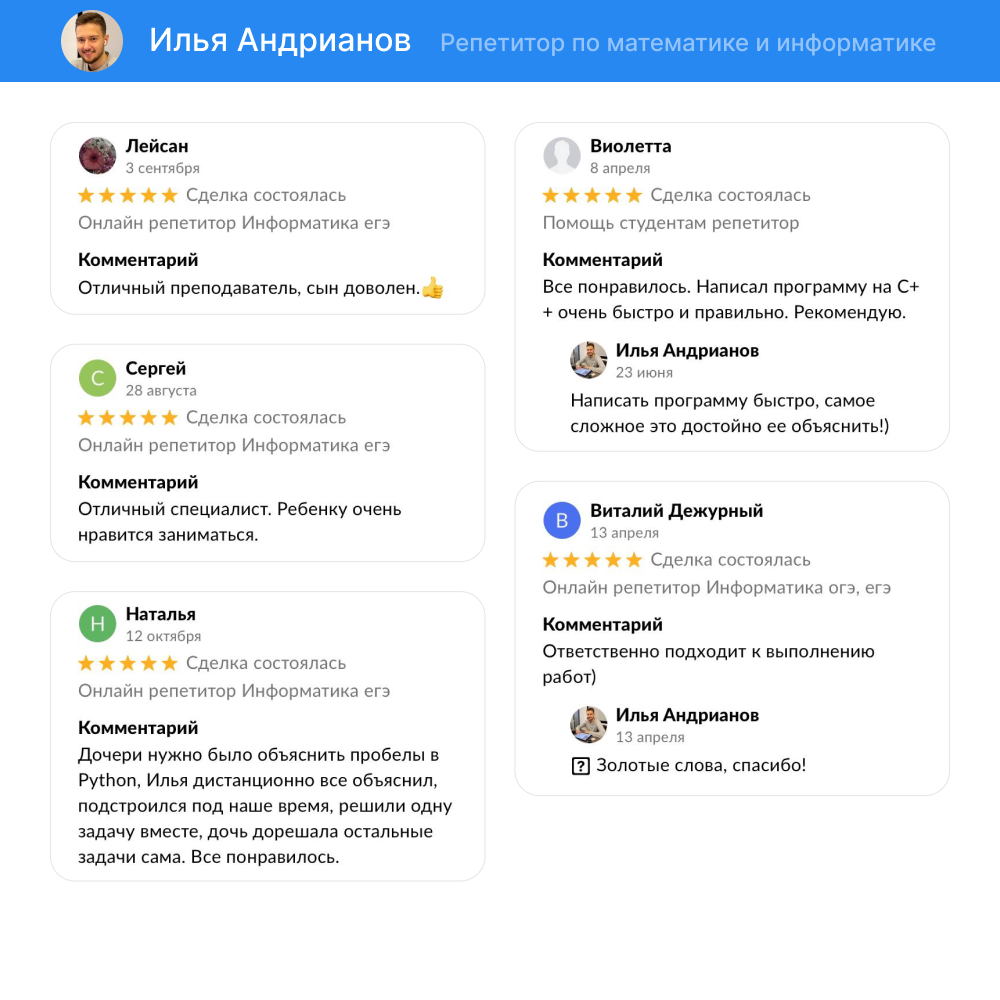 Илья Андрианов Репетитор по математике и информатике
Лейсан
3 сентября
Сделка состоялась
Онлайн репетитор Информатика егэ
Комментарий
Отличный преподаватель, сын доволен.👍
С
Сергей
28 августа
Сделка состоялась
Онлайн репетитор Информатика егэ
Комментарий
Отличный специалист. Ребенку очень
нравится заниматься.
Н
Наталья
12 октября
Сделка состоялась
Онлайн репетитор Информатика егэ
Комментарий
Дочери нужно было объяснить пробелы в
Python, Илья дистанционно все объяснил,
подстроился под наше время, решили одну
задачу вместе, дочь дорешала остальные
задачи сама. Все понравилось.
Виолетта
8 апреля
Сделка состоялась
Помощь студентам репетитор
Комментарий
Все понравилось. Написал программу на C+
+ очень быстро и правильно. Рекомендую.
Илья Андрианов
23 июня
Написать программу быстро, самое
сложное это достойно ее объяснить!)
В
Виталий Дежурный
13 апреля
Сделка состоялась
Онлайн репетитор Информатика огэ, егэ
Комментарий
Ответственно подходит к выполнению
работ)
Илья Андрианов
13 апреля
? Золотые слова, спасибо!